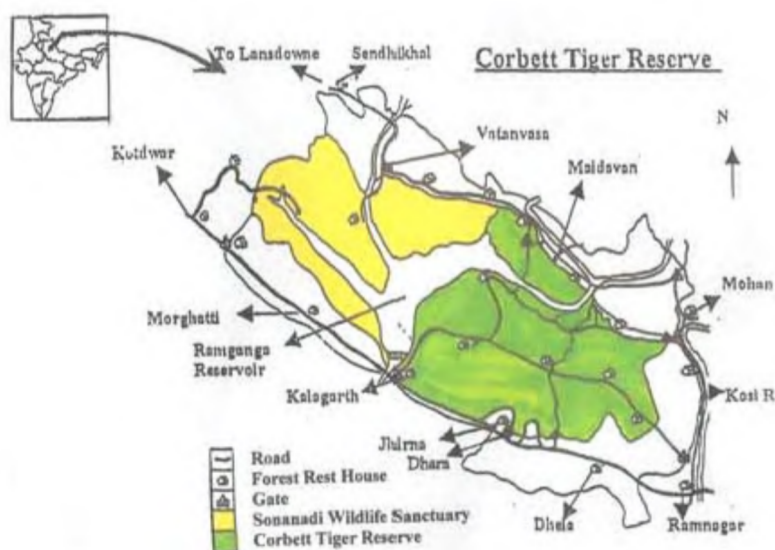 Corbett Tiger Reserve
To Lansdowne
Sendhikhal
N
Vatanvasa
Kotdwar
Maidavan
Mohan
Morghatti
Ramganga
Reservoir
Kalagarth
Kosi R
Jhirna
Dhara
Dhela
Ramnagar
Road
Forest Rest House
Gate
Sonanadi Wildlife Sanctuary
Corbett Tiger Reserve